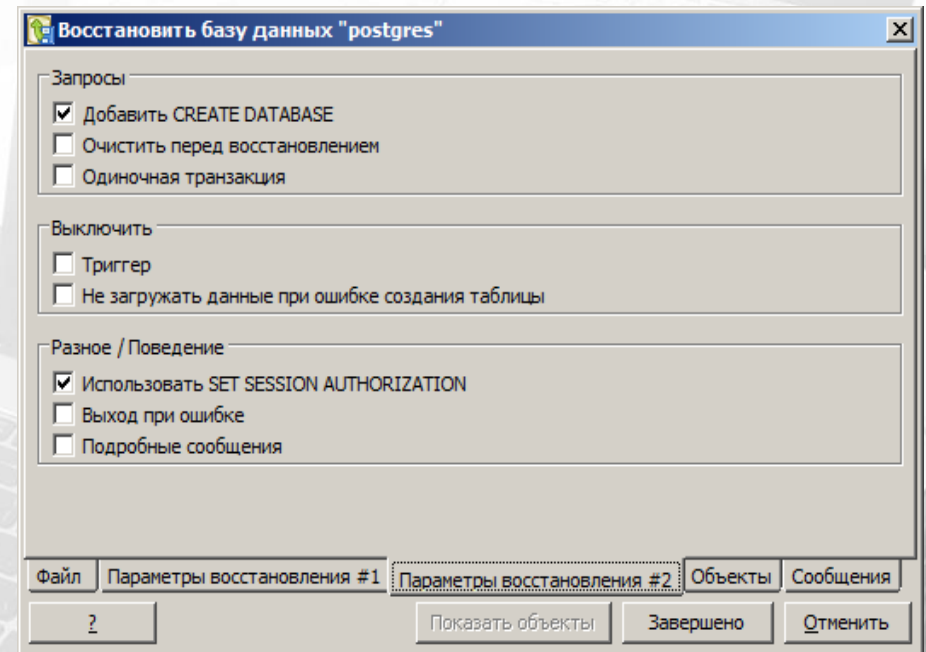 Восстановить базу данных "postgres"
Запросы
Добавить CREATE DATABASE
Очистить перед восстановлением
Одиночная транзакция
Выключить
Триггер
Не загружать данные при ошибке создания таблицы
Разное / Поведение
Использовать SET SESSION AUTHORIZATION
Выход при ошибке
Подробные сообщения
Файл Параметры восстановления #1 Параметры восстановления #2 Объекты Сообщения
? Показать объекты Завершено Отменить